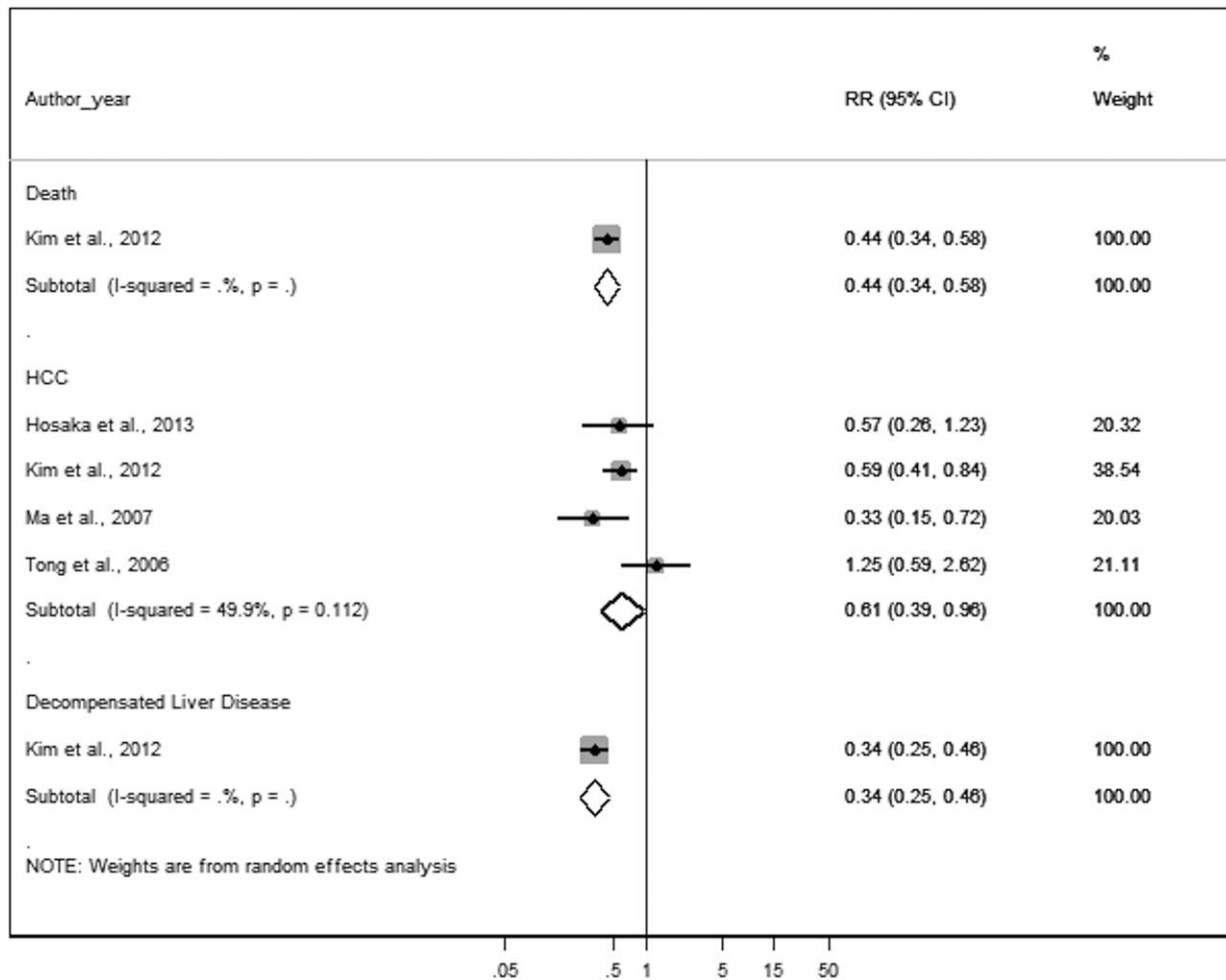 %
Author_year RR (95% CI) Weight
Death
Kim et al., 2012 0.44 (0.34, 0.58) 100.00
Subtotal (I-squared = .%, p = .) 0.44 (0.34, 0.58) 100.00
.
HCC
Hosaka et al., 2013 0.57 (0.26, 1.23) 20.32
Kim et al., 2012 0.59 (0.41, 0.84) 38.54
Ma et al., 2007 0.33 (0.15, 0.72) 20.03
Tong et al., 2006 1.25 (0.59, 2.62) 21.11
Subtotal (I-squared = 49.9%, p = 0.112) 0.61 (0.39, 0.96) 100.00
.
Decompensated Liver Disease
Kim et al., 2012 0.34 (0.25, 0.46) 100.00
Subtotal (I-squared = .%, p = .) 0.34 (0.25, 0.46) 100.00
.
NOTE: Weights are from random effects analysis
.05 .5 1 5 15 50